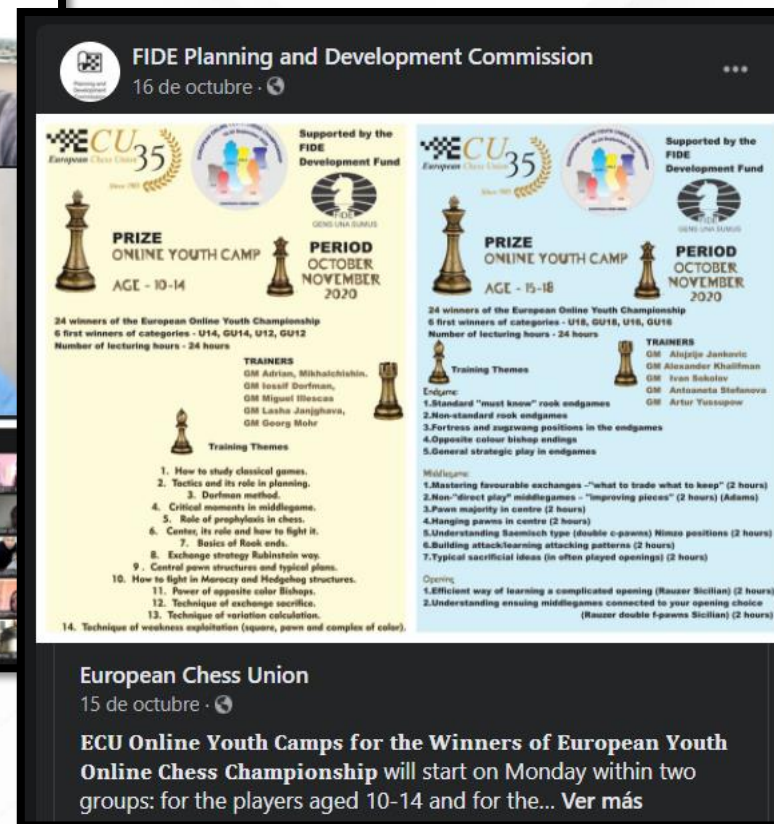 FIDE Planning and Development Commission
16 de octubre ·
ECU 35
European Chess Union
Since 1985
Supported by the
FIDE
Development Fund
FIDE
GENS UNA SUMUS
PRIZE
ONLINE YOUTH CAMP
AGE - 10-14
PERIOD
OCTOBER
NOVEMBER
2020
24 winners of the European Online Youth Championship
6 first winners of categories - U14, GU14, U12, GU12
Number of lecturing hours - 24 hours
TRAINERS
GM Adrian, Mikhalchishin,
GM Iossif Dorfman,
GM Miguel Illescas
GM Lasha Janjghava,
GM Georg Mohr
Training Themes
1. How to study classical games.
2. Tactics and its role in planning.
3. Dorfman method.
4. Critical moments in middlegame.
5. Role of prophylaxis in chess.
6. Center, its role and how to fight it.
7. Basics of Rook ends.
8. Exchange strategy Rubinstein way.
9 . Central pawn structures and typical plans.
10. How to fight in Maroczy and Hedgehog structures.
11. Power of opposite color Bishops.
12. Technique of exchange sacrifice.
13. Technique of variation calculation.
14. Technique of weakness exploitation (square, pawn and complex of color).
ECU 35
European Chess Union
Since 1985
Supported by the
FIDE
Development Fund
FIDE
GENS UNA SUMUS
PRIZE
ONLINE YOUTH CAMP
AGE - 15-18
PERIOD
OCTOBER
NOVEMBER
2020
24 winners of the European Online Youth Championship
6 first winners of categories - U18, GU18, U16, GU16
Number of lecturing hours - 24 hours
TRAINERS
GM Alojzije Jankovic
GM Alexander Khalifman
GM Ivan Sokolov
GM Antoaneta Stefanova
GM Artur Yussupow
Training Themes
Endgame:
1.Standard "must know" rook endgames
2.Non-standard rook endgames
3.Fortress and zugzwang positions in the endgames
4.Opposite colour bishop endings
5.General strategic play in endgames
Middlegame:
1.Mastering favourable exchanges -"what to trade what to keep" (2 hours)
2.Non-"direct play" middlegames - "improving pieces" (2 hours) (Adams)
3.Pawn majority in centre (2 hours)
4.Hanging pawns in centre (2 hours)
5.Understanding Saemisch type (double c-pawns) Nimzo positions (2 hours)
6.Building attack/learning attacking patterns (2 hours)
7.Typical sacrificial ideas (in often played openings) (2 hours)
Opening
1.Efficient way of learning a complicated opening (Rauzer Sicilian) (2 hours)
2.Understanding ensuing middlegames connected to your opening choice
(Rauzer double f-pawns Sicilian) (2 hours)
European Chess Union
15 de octubre ·
ECU Online Youth Camps for the Winners of European Youth
Online Chess Championship will start on Monday within two
groups: for the players aged 10-14 and for the... Ver más